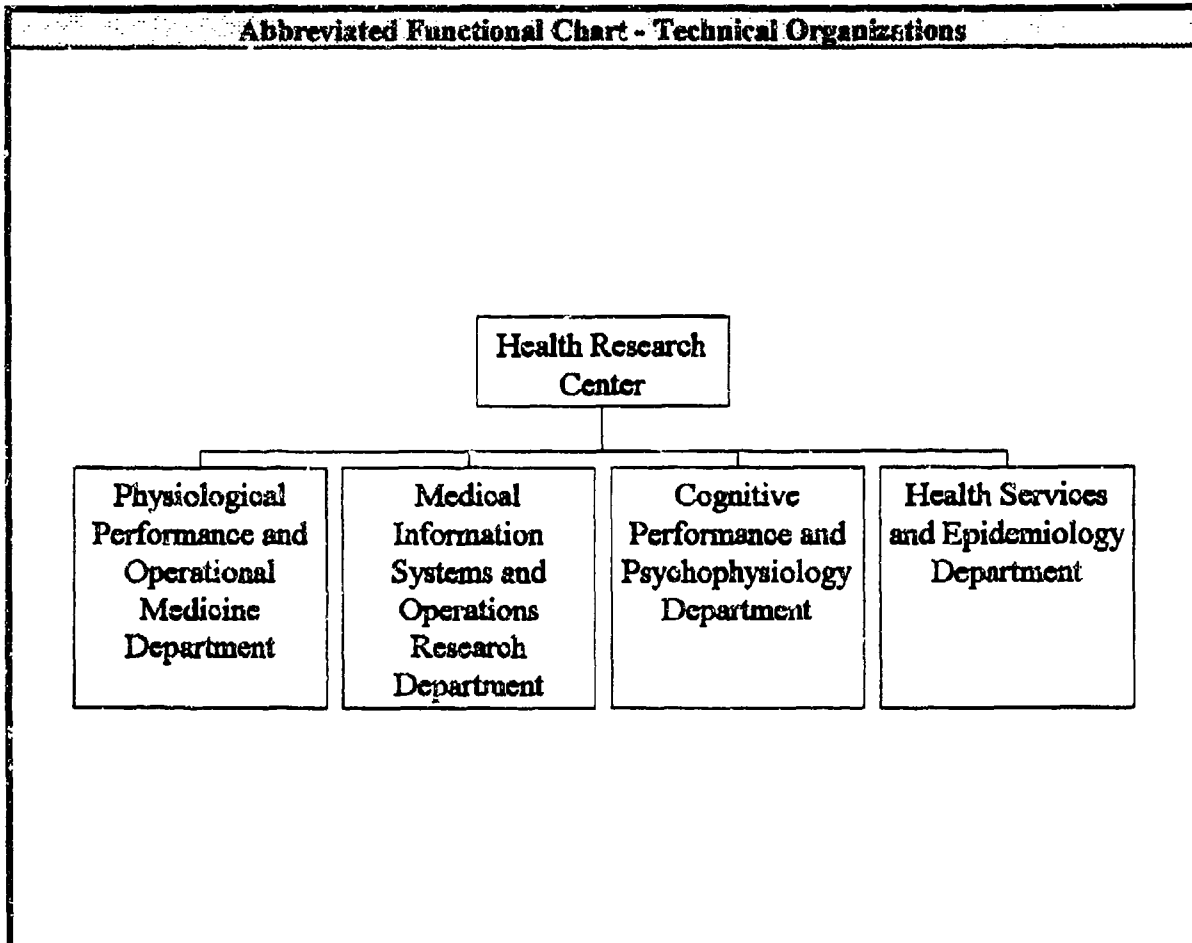 Abbreviated Functional Chart - Technical Organizations
Health Research
Center
Physiological
Performance and
Operational
Medicine
Department
Medical
Information
Systems and
Operations
Research
Department
Cognitive
Performance and
Psychophysiology
Department
Health Services
and Epidemiology
Department